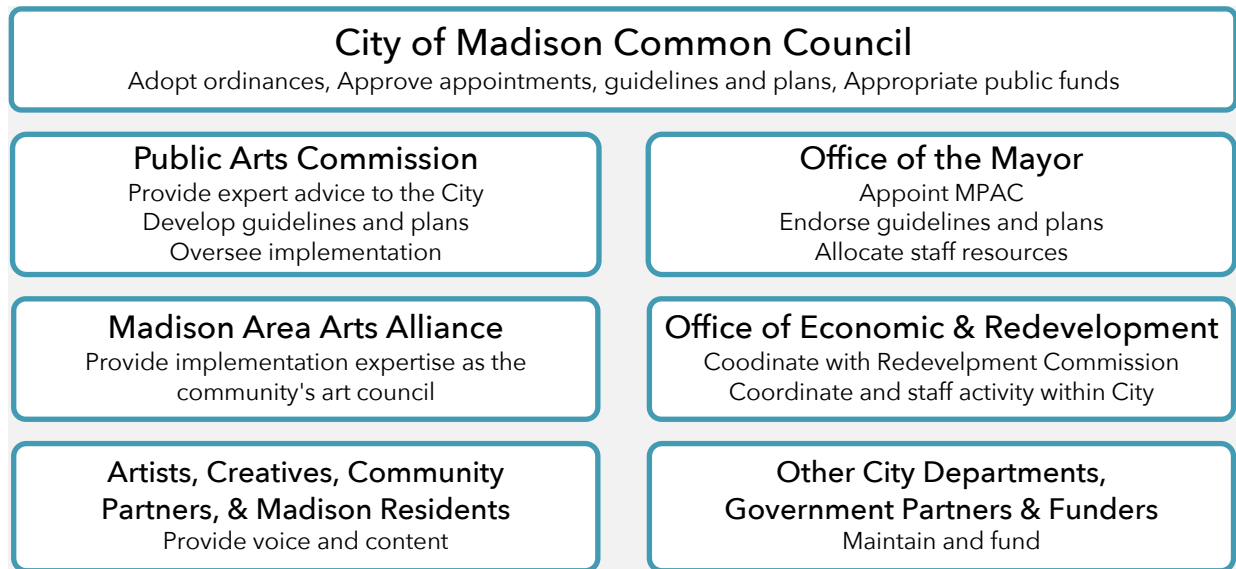 City of Madison Common Council
Adopt ordinances, Approve appointments, guidelines and plans, Appropriate public funds
Public Arts Commission
Provide expert advice to the City
Develop guidelines and plans
Oversee implementation
Office of the Mayor
Appoint MPAC
Endorse guidelines and plans
Allocate staff resources
Madison Area Arts Alliance
Provide implementation expertise as the
community's art council
Office of Economic & Redevelopment
Coodinate with Redevelpment Commission
Coordinate and staff activity within City
Artists, Creatives, Community
Partners, & Madison Residents
Provide voice and content
Other City Departments,
Government Partners & Funders
Maintain and fund